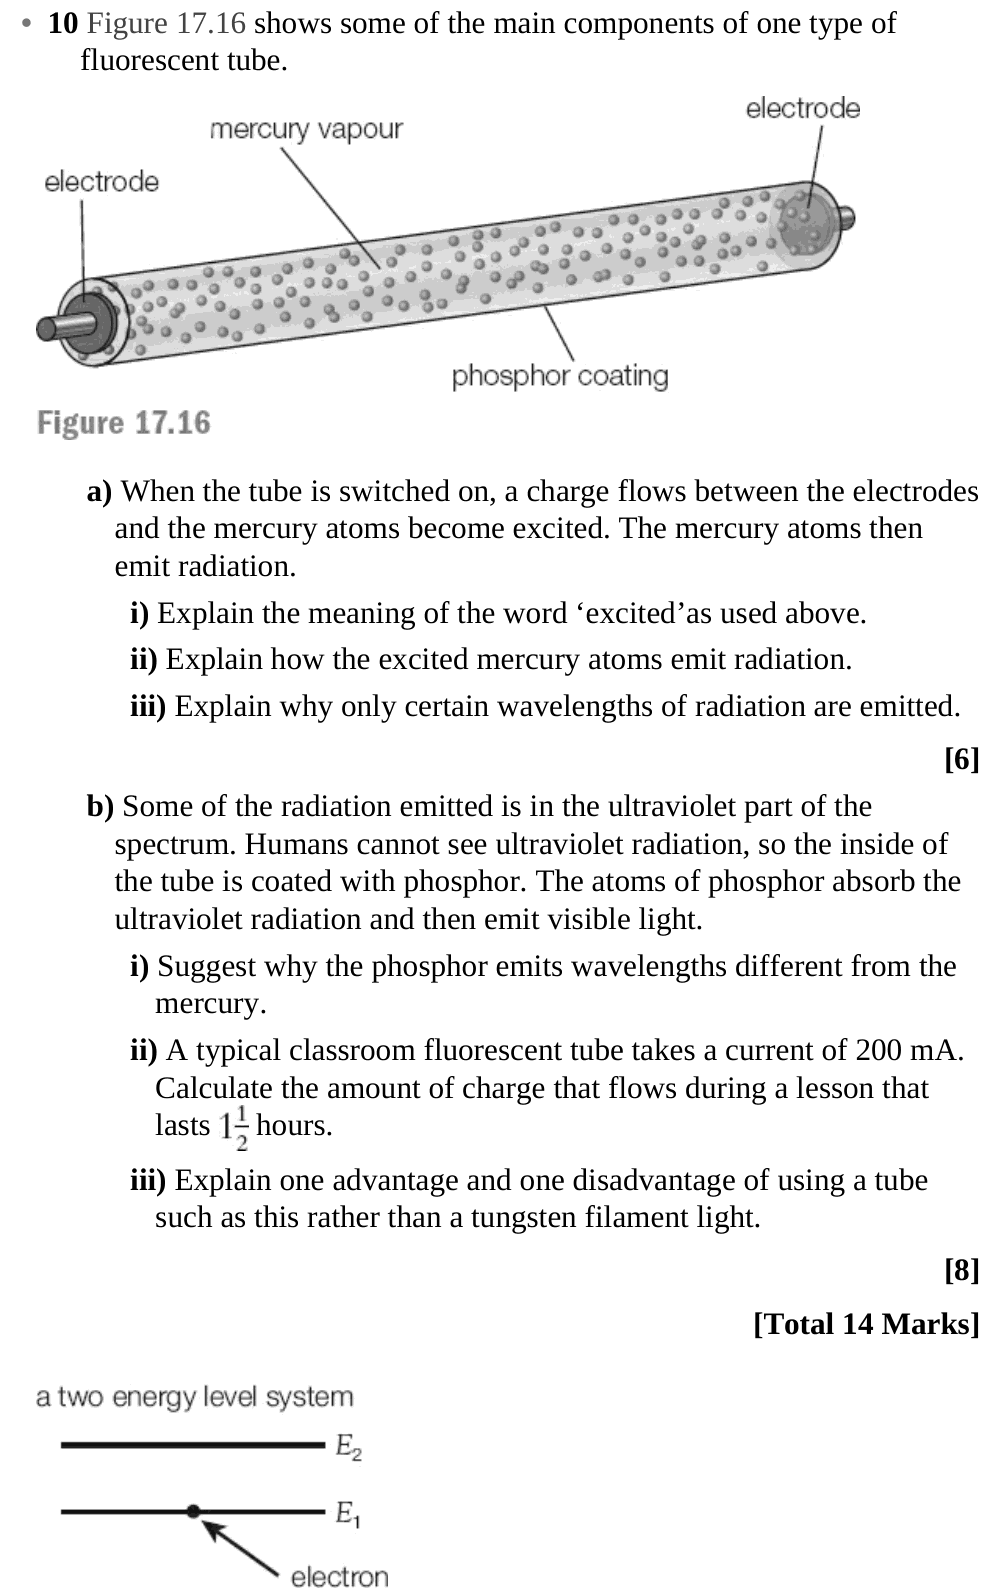 • 10 Figure 17.16 shows some of the main components of one type of
fluorescent tube.
electrode
mercury vapour
electrode
phosphor coating
Figure 17.16
a) When the tube is switched on, a charge flows between the electrodes
and the mercury atoms become excited. The mercury atoms then
emit radiation.
i) Explain the meaning of the word ‘excited’as used above.
ii) Explain how the excited mercury atoms emit radiation.
iii) Explain why only certain wavelengths of radiation are emitted.
[6]
b) Some of the radiation emitted is in the ultraviolet part of the
spectrum. Humans cannot see ultraviolet radiation, so the inside of
the tube is coated with phosphor. The atoms of phosphor absorb the
ultraviolet radiation and then emit visible light.
i) Suggest why the phosphor emits wavelengths different from the
mercury.
ii) A typical classroom fluorescent tube takes a current of 200 mA.
Calculate the amount of charge that flows during a lesson that
lasts 1½ hours.
iii) Explain one advantage and one disadvantage of using a tube
such as this rather than a tungsten filament light.
[8]
[Total 14 Marks]
a two energy level system
E₂
E₁
electron